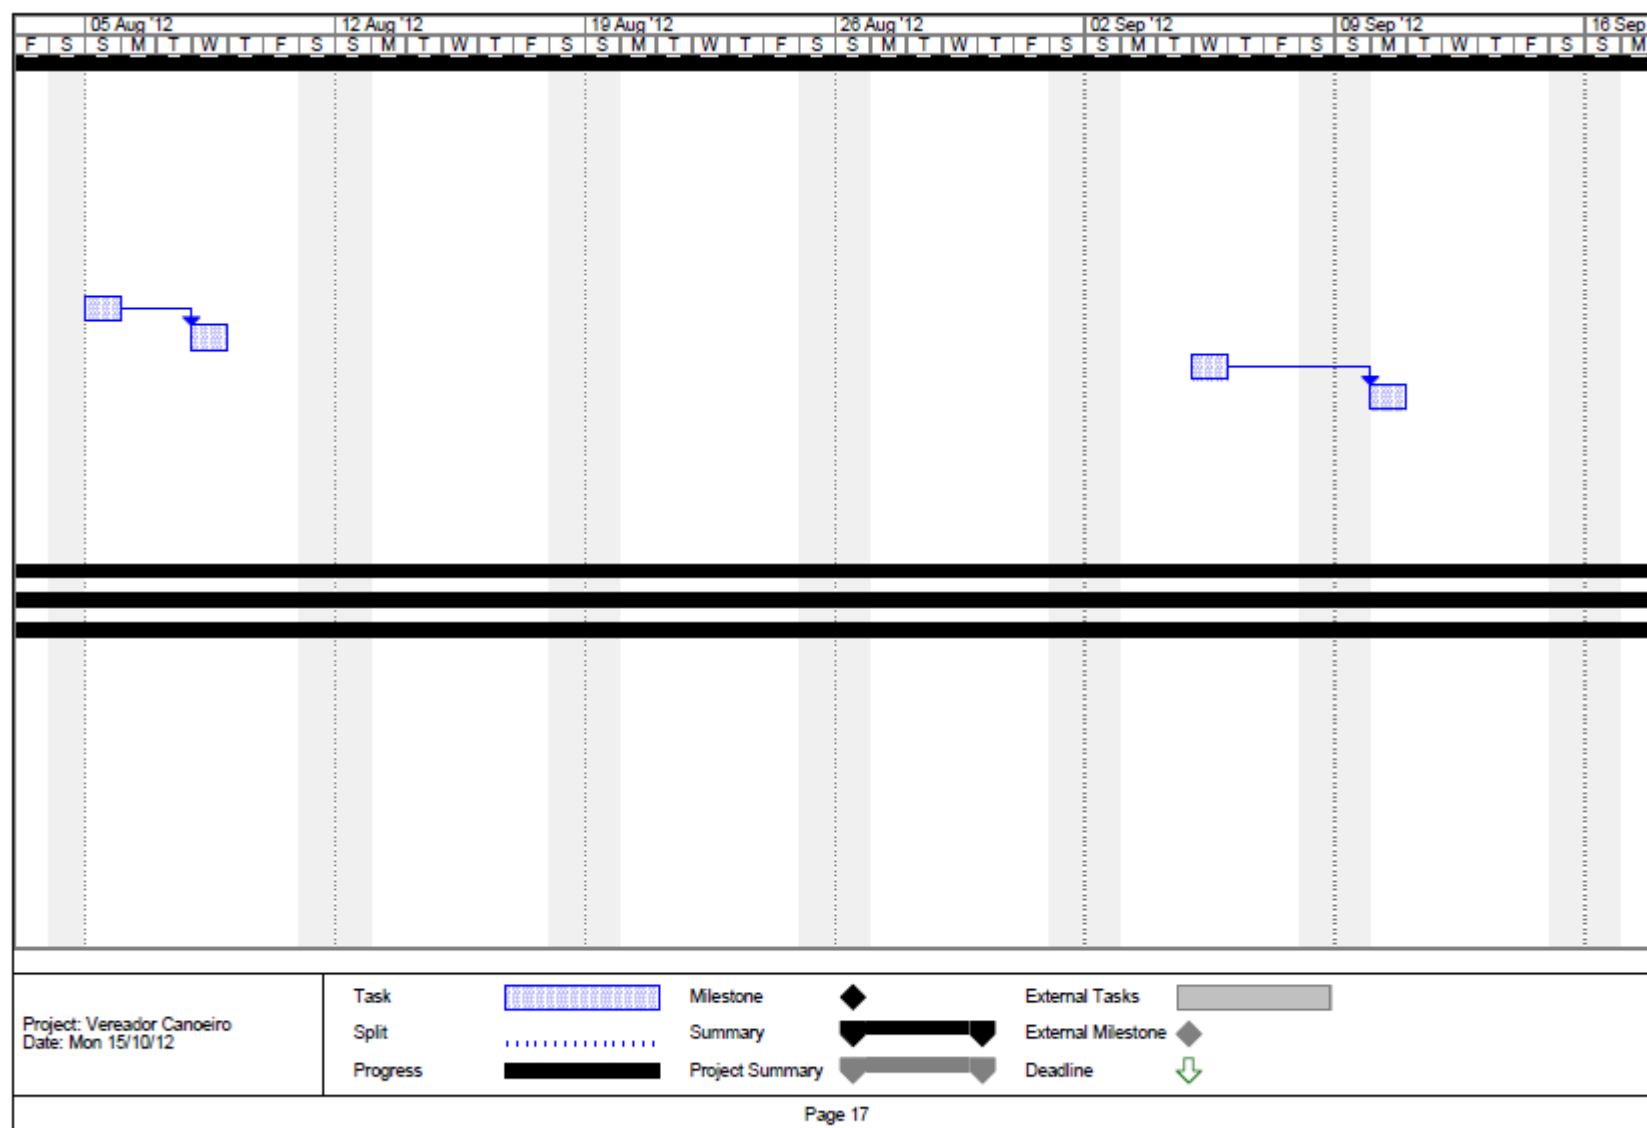 05 Aug '12 12 Aug '12 19 Aug '12 26 Aug '12 02 Sep '12 09 Sep '12 16 Sep
F S S M T W T F S S M T W T F S S M T W T F S S M T W T F S S M T W T F S S M T W T F S S M
Task Milestone External Tasks
Project: Vereador Canoeiro
Date: Mon 15/10/12
Split Summary External Milestone
Progress Project Summary Deadline
Page 17